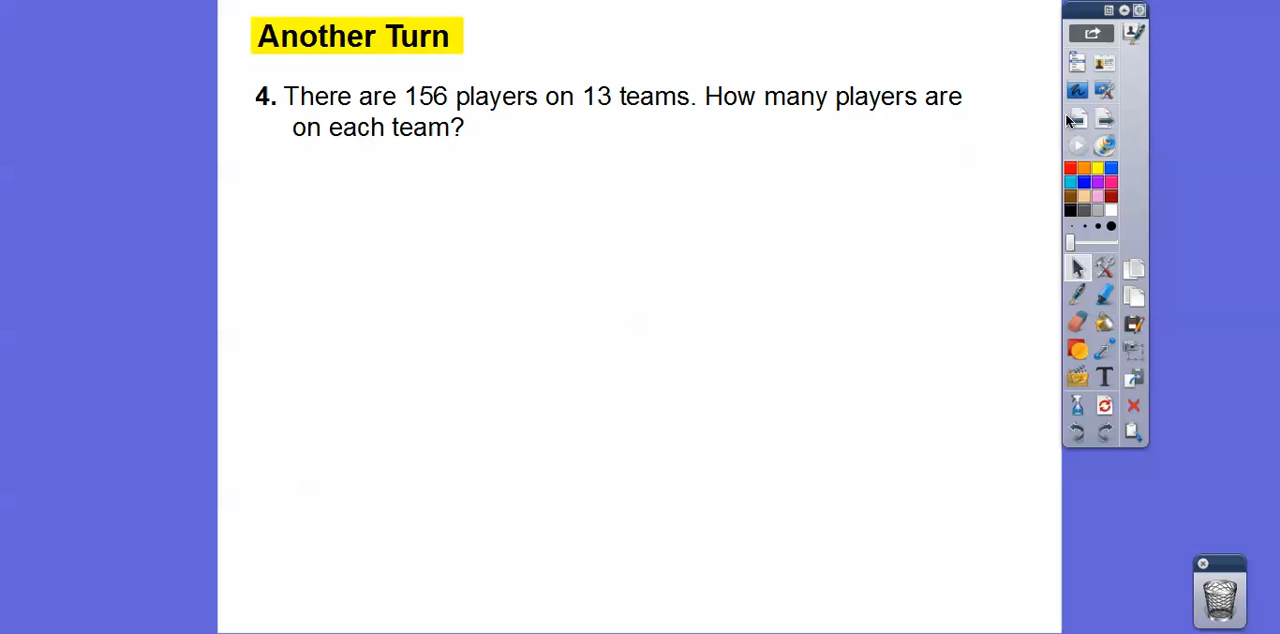 Another Turn
4. There are 156 players on 13 teams. How many players are
on each team?